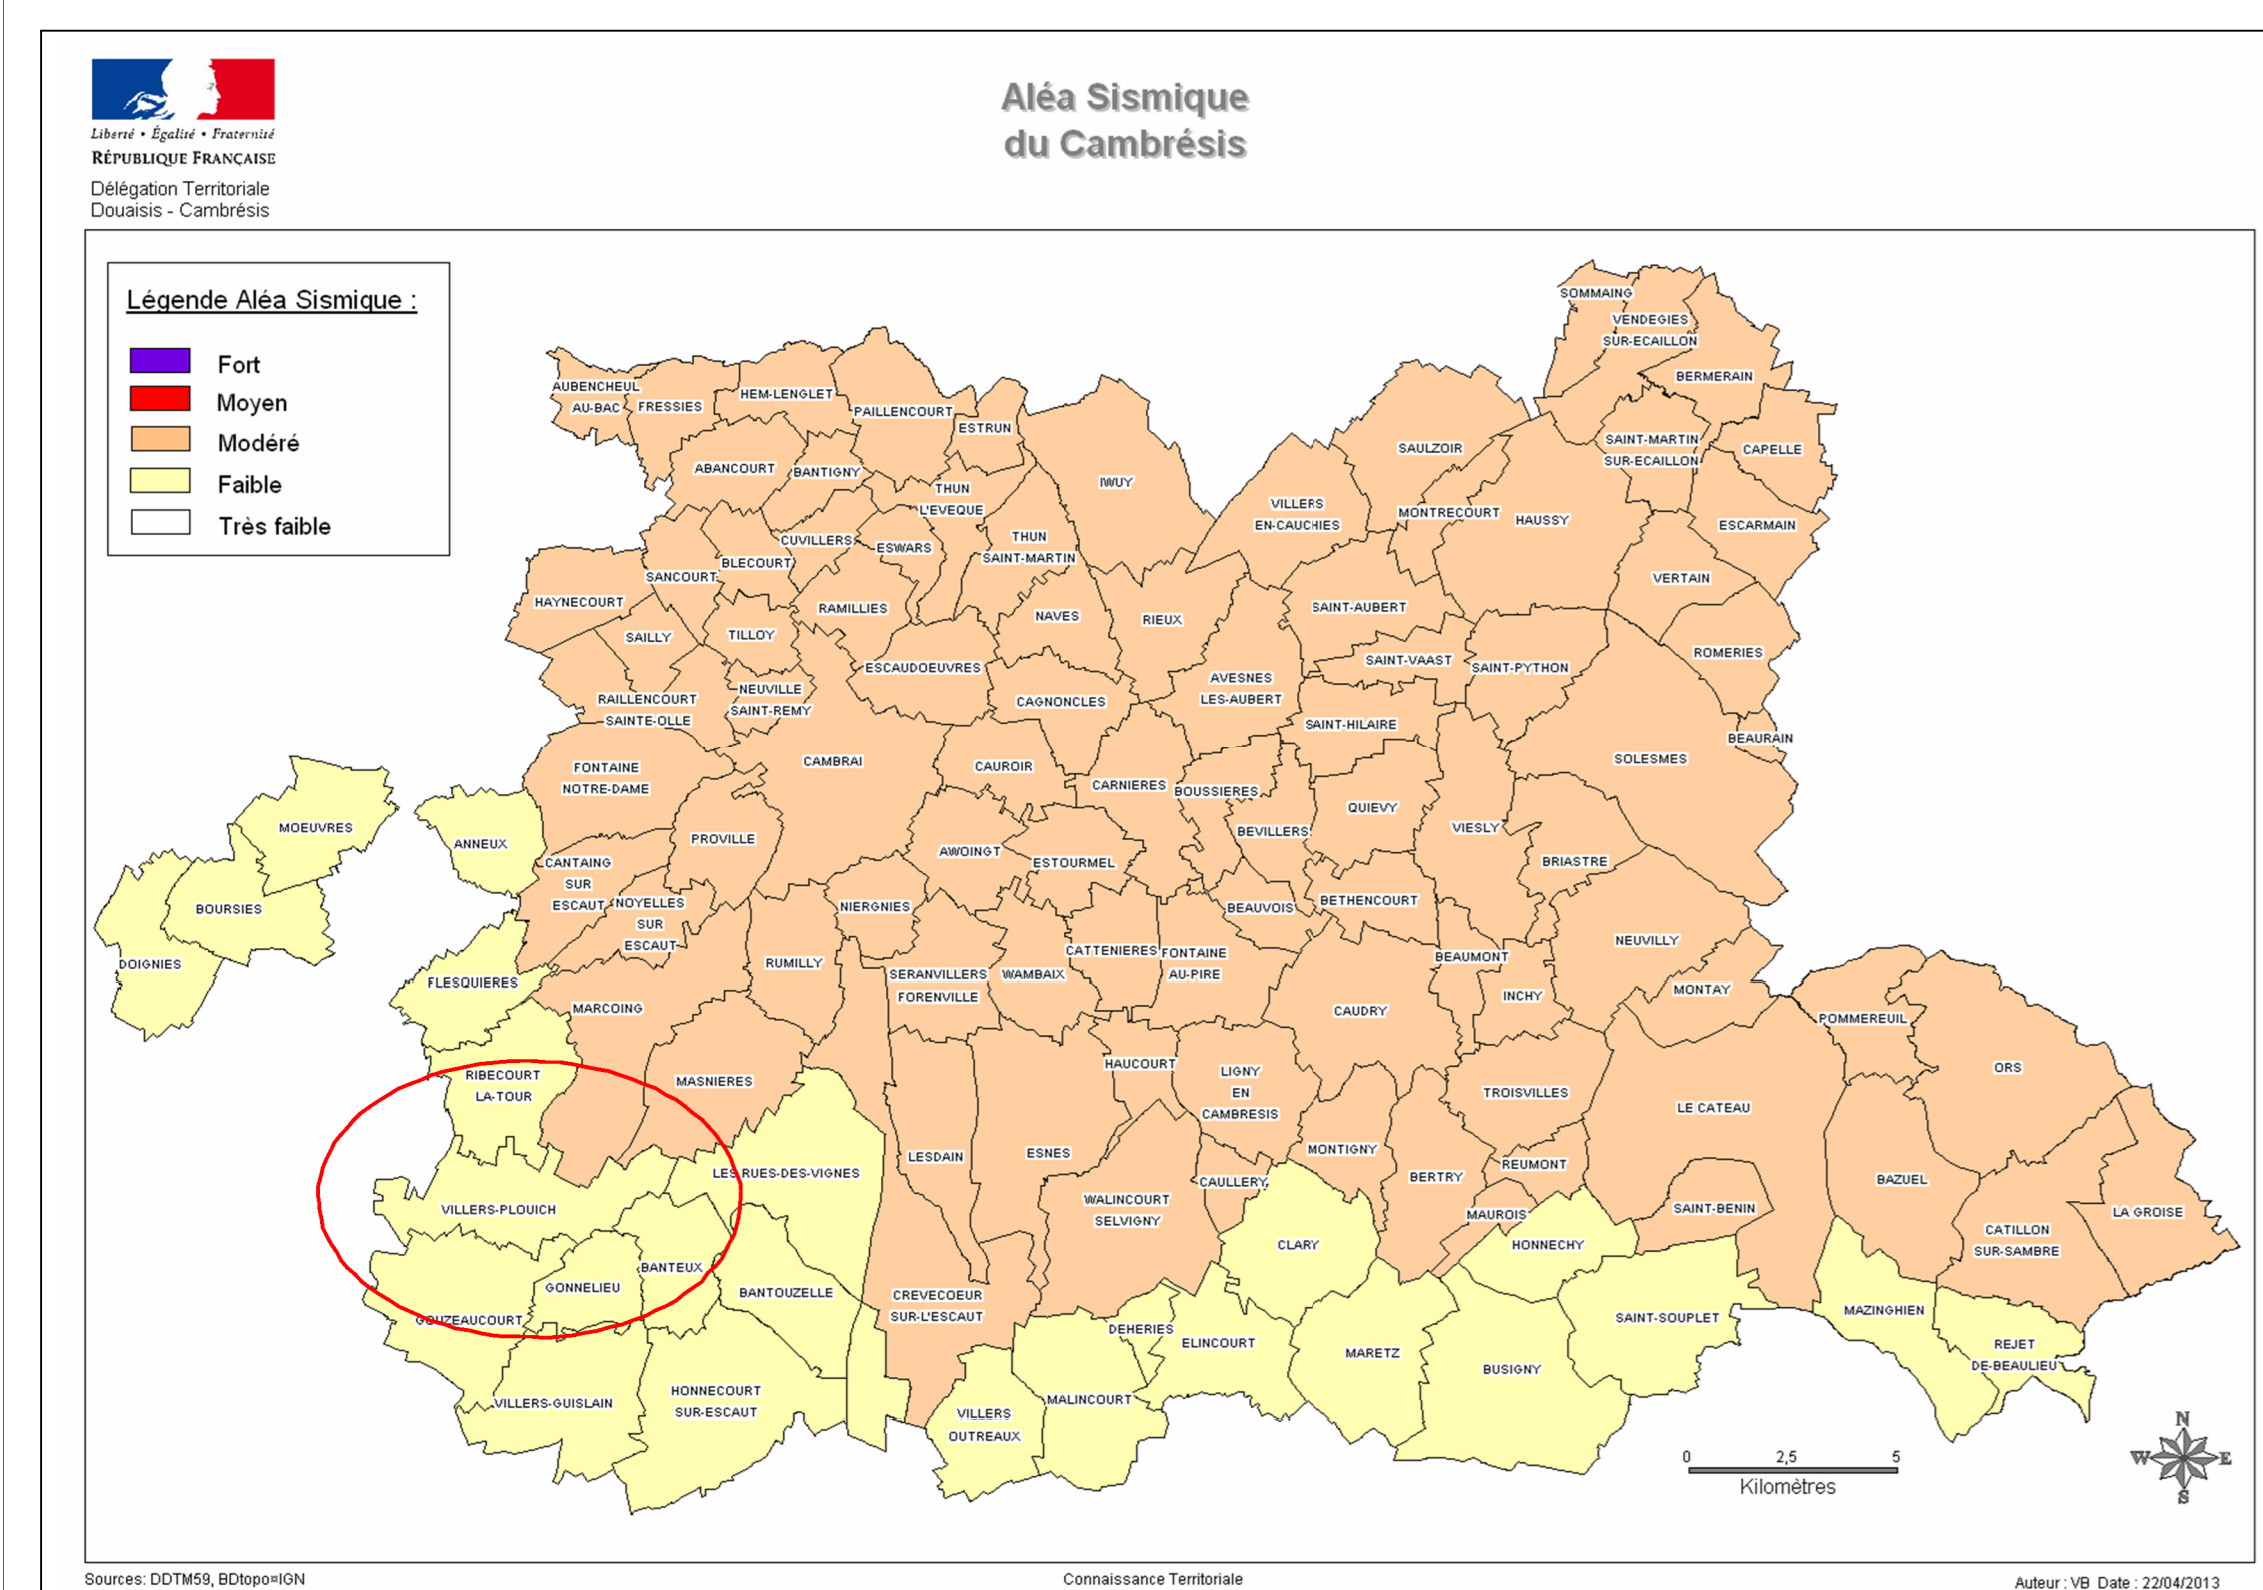 Liberté • Égalité • Fraternité
RÉPUBLIQUE FRANÇAISE
Délégation Territoriale
Douaisis - Cambrésis
Aléa Sismique
du Cambrésis
Légende Aléa Sismique :
Fort
Moyen
Modéré
Faible
Très faible
SOMMAING
VENDEGIES
SUR-ECAILLON
BERMERAIN
AUBENCHEUL
AU-BAC
FRESSIES
HEM-LENGLET
PAILLENCOURT
ESTRUN
SAINT-MARTIN
SUR-ECAILLON
CAPELLE
SAULZOIR
ABANCOURT
BANTIGNY
IWUY
THUN
L'EVEQUE
VILLERS
EN-CAUCHIES
MONTRECOURT
HAUSSY
ESCARMAIN
CUVILLERS
ESWARS
THUN
SAINT-MARTIN
BLECOURT
SANCOURT
VERTAIN
HAYNECOURT
RAMILLIES
SAINT-AUBERT
NAVES
RIEUX
SAILLY
TILLOY
ROMERIES
ESCAUDOEUVRES
SAINT-VAAST
SAINT-PYTHON
AVESNES
LES-AUBERT
NEUVILLE
SAINT-REMY
RAILLENCOURT
SAINTE-OLLE
CAGNONCLES
SAINT-HILAIRE
BEAURAIN
SOLESMES
CAMBRAI
CAUROIR
FONTAINE
NOTRE-DAME
CARNIERES
BOUSSIERES
QUIEVY
MOEUVRES
ANNEUX
PROVILLE
BEVILLERS
VIESLY
AWOINGT
ESTOURMEL
BRIASTRE
CANTAING
SUR
ESCAUT
NOYELLES
SUR
ESCAUT
BOURSIES
NIERGNIES
BEAUVOIS
BETHENCOURT
NEUVILLY
DOIGNIES
RUMILLY
CATTENIERES
FONTAINE
AU-PIRE
BEAUMONT
FLESQUIERES
SERANVILLERS
FORENVILLE
WAMBAIX
INCHY
MONTAY
MARCOING
CAUDRY
POMMEREUIL
RIBECOURT
LA-TOUR
MASNIERES
HAUCOURT
LIGNY
EN
CAMBRESIS
TROISVILLES
LE CATEAU
ORS
LES RUES-DES-VIGNES
LESDAIN
ESNES
MONTIGNY
BERTRY
REUMONT
BAZUEL
CAULLERY
WALINCOURT
SELVIGNY
VILLERS-PLOUICH
MAUROIS
SAINT-BENIN
LA GROISE
CATILLON
SUR-SAMBRE
CLARY
HONNECHY
BANTEUX
GONNELIEU
BANTOUZELLE
CREVECOEUR
SUR-L'ESCAUT
GOUZEAUCOURT
DEHERIES
ELINCOURT
SAINT-SOUPLET
MAZINGHIEN
REJET
DE-BEAULIEU
MARETZ
BUSIGNY
VILLERS-GUISLAIN
HONNECOURT
SUR-ESCAUT
MALINCOURT
VILLERS
OUTREAUX
0 2,5 5
Kilomètres
N
W E
S
Sources: DDTM59, BDtopo¤IGN
Connaissance Territoriale
Auteur : VB Date : 22/04/2013